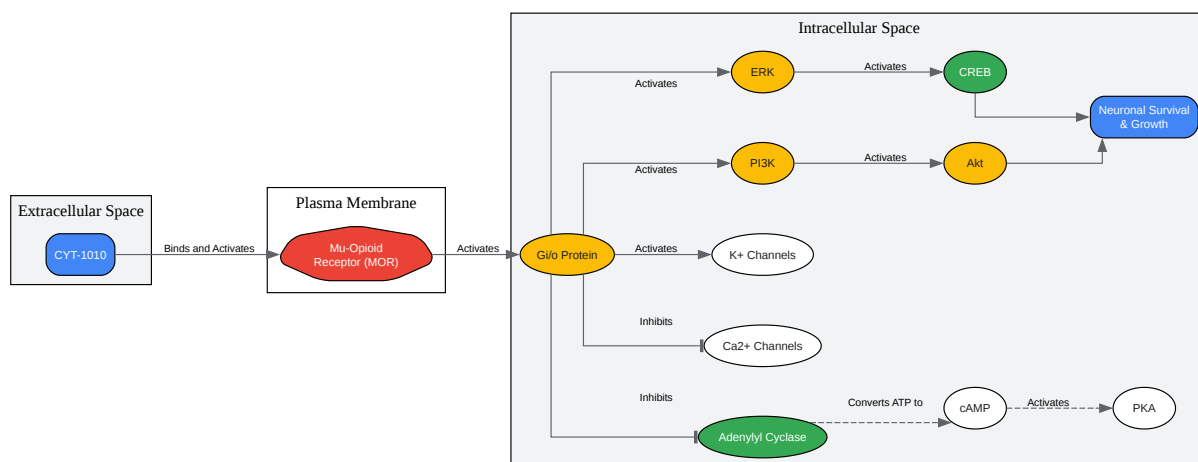 Intracellular Space
ERK
Activates
Activates
CREB
Neuronal Survival
& Growth
PI3K
Activates
Activates
Akt
Extracellular Space
CYT-1010
Binds and Activates
Plasma Membrane
Mu-Opioid
Receptor (MOR)
Activates
Gi/o Protein
Activates
K+ Channels
Inhibits
Ca2+ Channels
Inhibits
Adenylyl Cyclase
Converts ATP to
cAMP
Activates
PKA